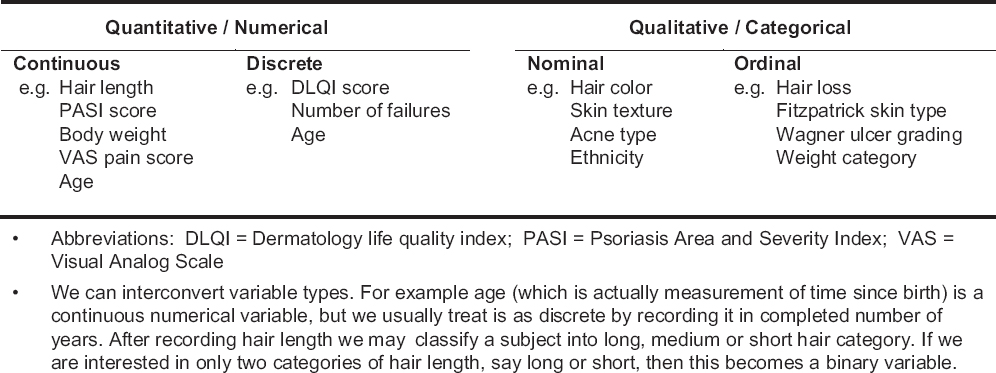 Quantitative / Numerical Qualitative / Categorical
Continuous Discrete Nominal Ordinal
e.g. Hair length e.g. DLQI score e.g. Hair color e.g. Hair loss
PASI score Number of failures Skin texture Fitzpatrick skin type
Body weight Age Acne type Wagner ulcer grading
VAS pain score Ethnicity Weight category
Age
• Abbreviations: DLQI = Dermatology life quality index; PASI = Psoriasis Area and Severity Index; VAS =
Visual Analog Scale
• We can interconvert variable types. For example age (which is actually measurement of time since birth) is a
continuous numerical variable, but we usually treat is as discrete by recording it in completed number of
years. After recording hair length we may classify a subject into long, medium or short hair category. If we
are interested in only two categories of hair length, say long or short, then this becomes a binary variable.